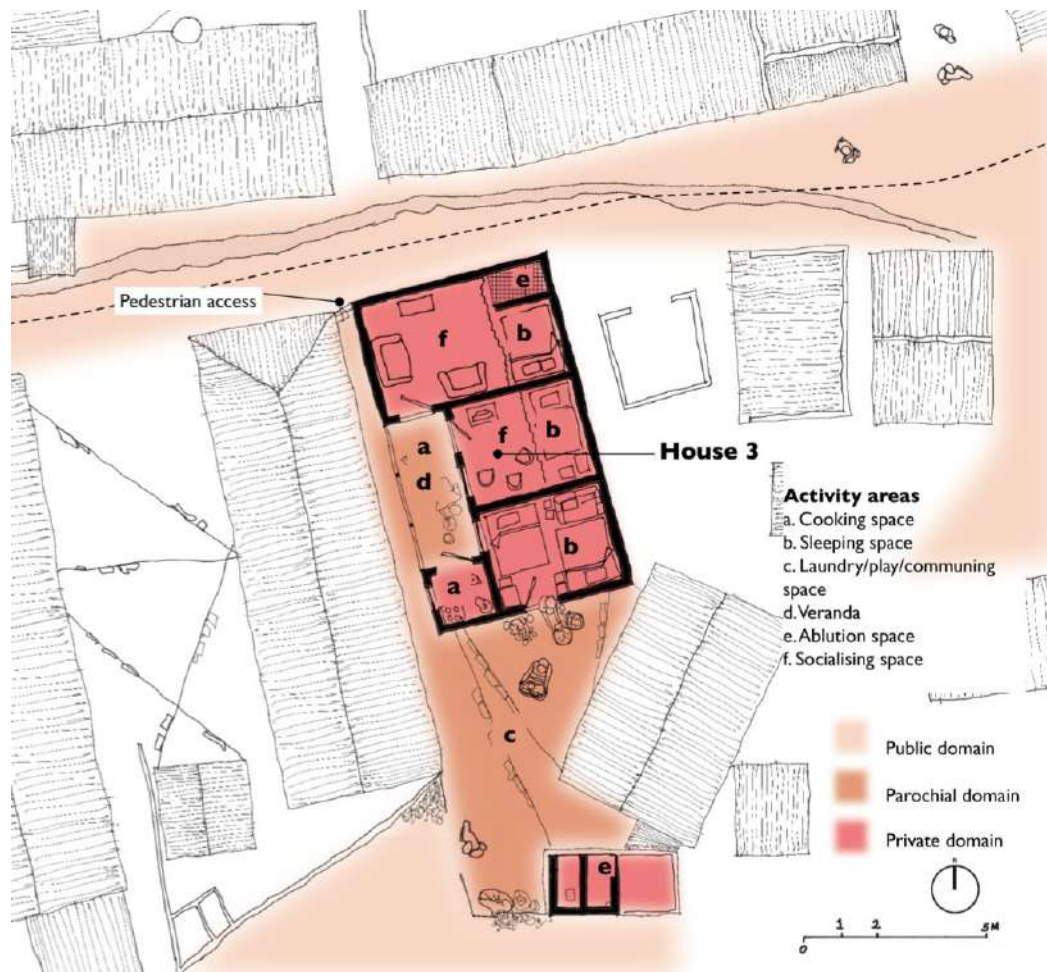 e
Pedestrian access
f
b
a
f
b
House 3
d
Activity areas
a. Cooking space
b. Sleeping space
c. Laundry/play/communing
space
d. Veranda
e. Ablution space
f. Socialising space
b
a
c
Public domain
Parochial domain
Private domain
e
N
1 2 5M
0